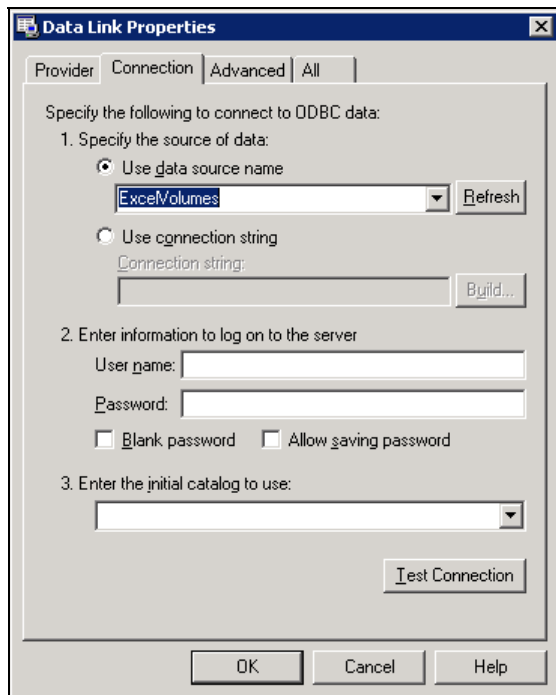 Data Link Properties
Provider Connection Advanced All
Specify the following to connect to ODBC data:
1. Specify the source of data:
Use data source name
ExcelVolumes Refresh
Use connection string
Connection string:
Build...
2. Enter information to log on to the server
User name:
Password:
Blank password Allow saving password
3. Enter the initial catalog to use:
Test Connection
OK Cancel Help